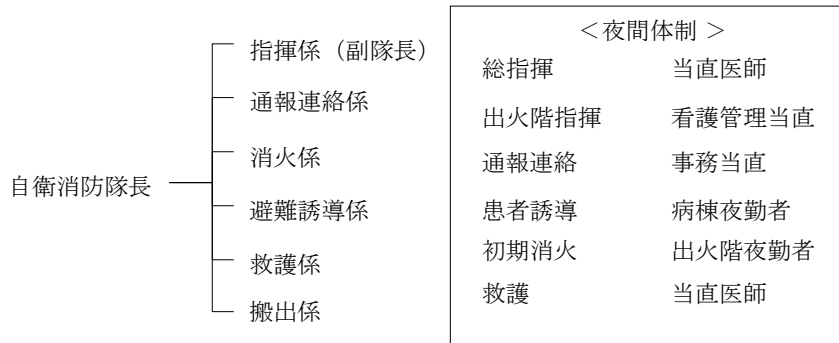 指揮係（副隊長）
通報連絡係
消火係
自衛消防隊長
避難誘導係
救護係
搬出係
＜夜間体制 ＞
総指揮 当直医師
出火階指揮 看護管理当直
通報連絡 事務当直
患者誘導 病棟夜勤者
初期消火 出火階夜勤者
救護 当直医師